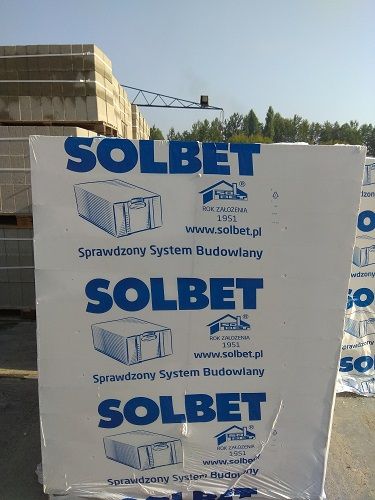 SOLBET
®
ROK ZAŁOŻENIA
1951
www.solbet.pl
Sprawdzony System Budowlany
SOLBET
®
ROK ZAŁOŻENIA
1951
www.solbet.pl
Sprawdzony System Budowlany
SOLBET
®
ROK ZAŁOŻENIA
1951
www.solbet.pl
Sprawdzony System Budowlany